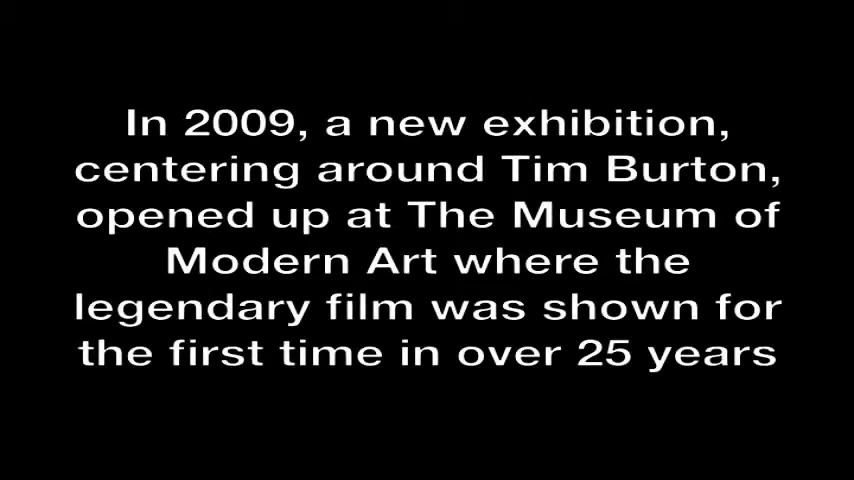 In 2009, a new exhibition,
centering around Tim Burton,
opened up at The Museum of
Modern Art where the
legendary film was shown for
the first time in over 25 years